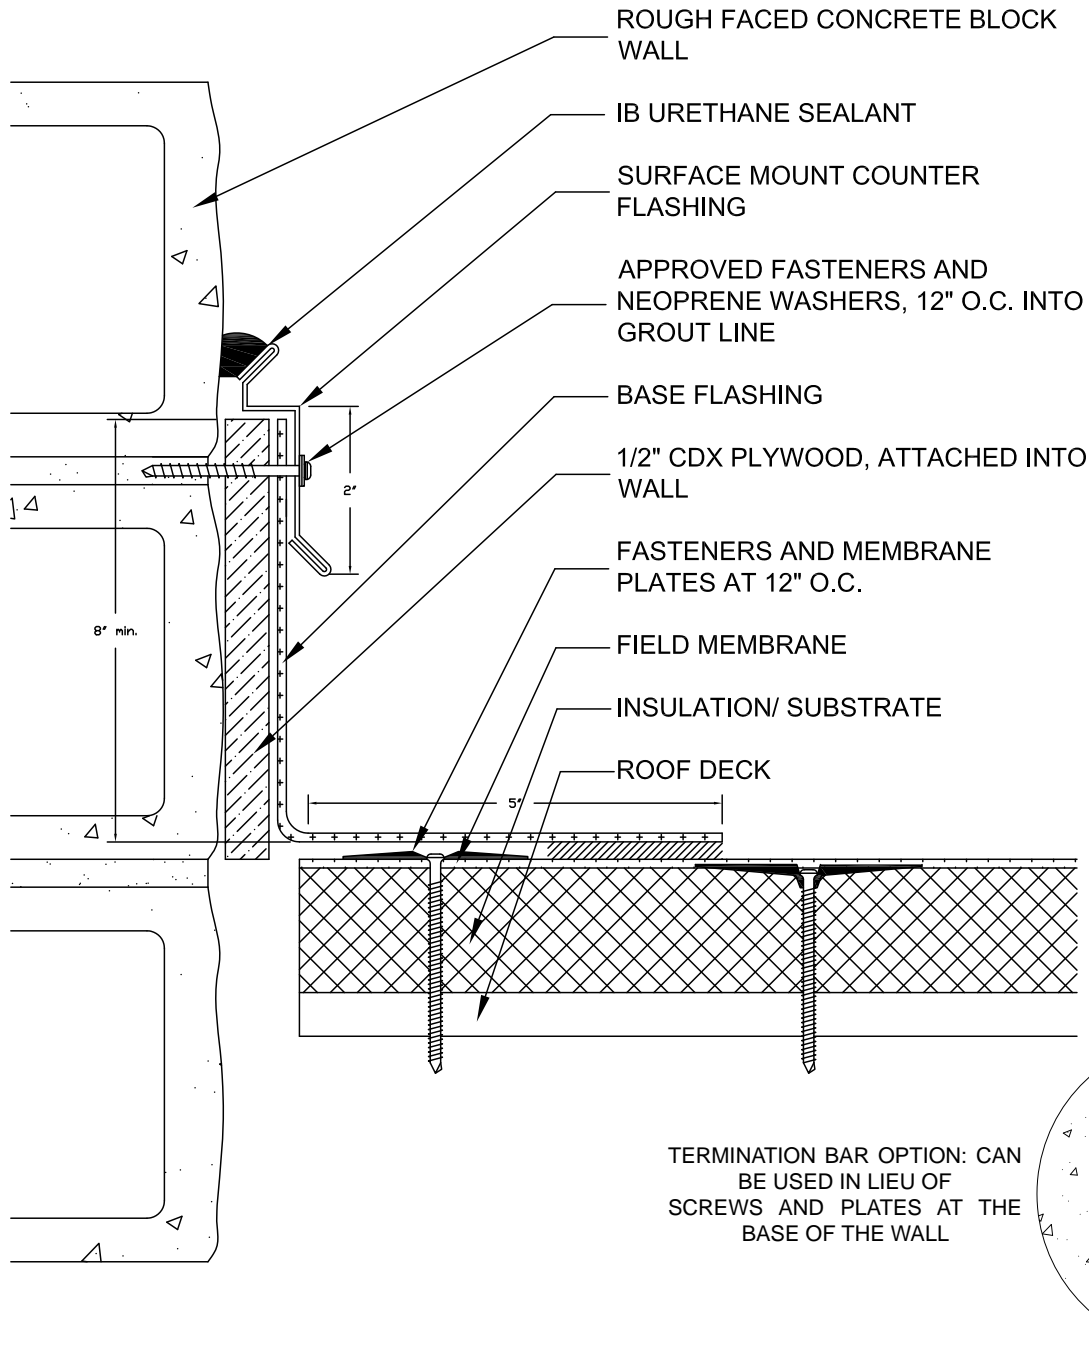 ROUGH FACED CONCRETE BLOCK
WALL
IB URETHANE SEALANT
SURFACE MOUNT COUNTER
FLASHING
APPROVED FASTENERS AND
NEOPRENE WASHERS, 12" O.C. INTO
GROUT LINE
BASE FLASHING
1/2" CDX PLYWOOD, ATTACHED INTO
WALL
2"
FASTENERS AND MEMBRANE
PLATES AT 12" O.C.
8" min.
FIELD MEMBRANE
INSULATION/ SUBSTRATE
ROOF DECK
5"
TERMINATION BAR OPTION: CAN
BE USED IN LIEU OF
SCREWS AND PLATES AT THE
BASE OF THE WALL